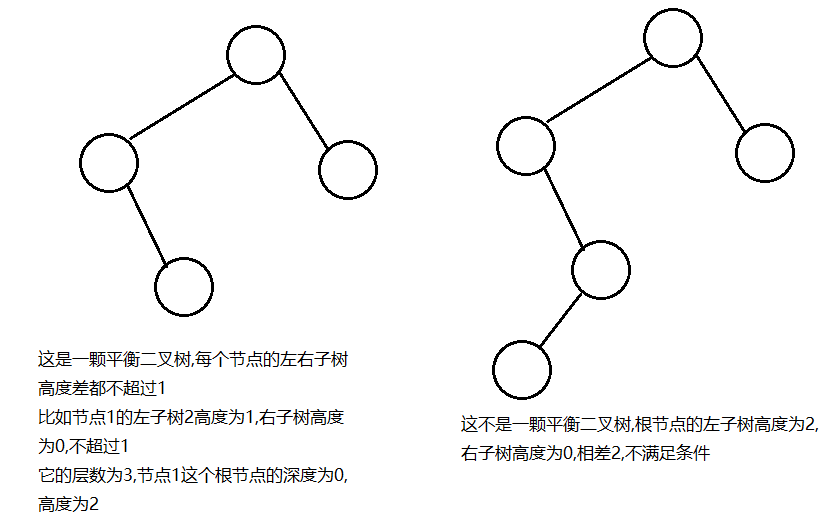 这是一颗平衡二叉树,每个节点的左右子树
高度差都不超过1
比如节点1的左子树2高度为1,右子树高度
为0,不超过1
它的层数为3,节点1这个根节点的深度为0,
高度为2
这不是一颗平衡二叉树,根节点的左子树高度为2,
右子树高度为0,相差2,不满足条件